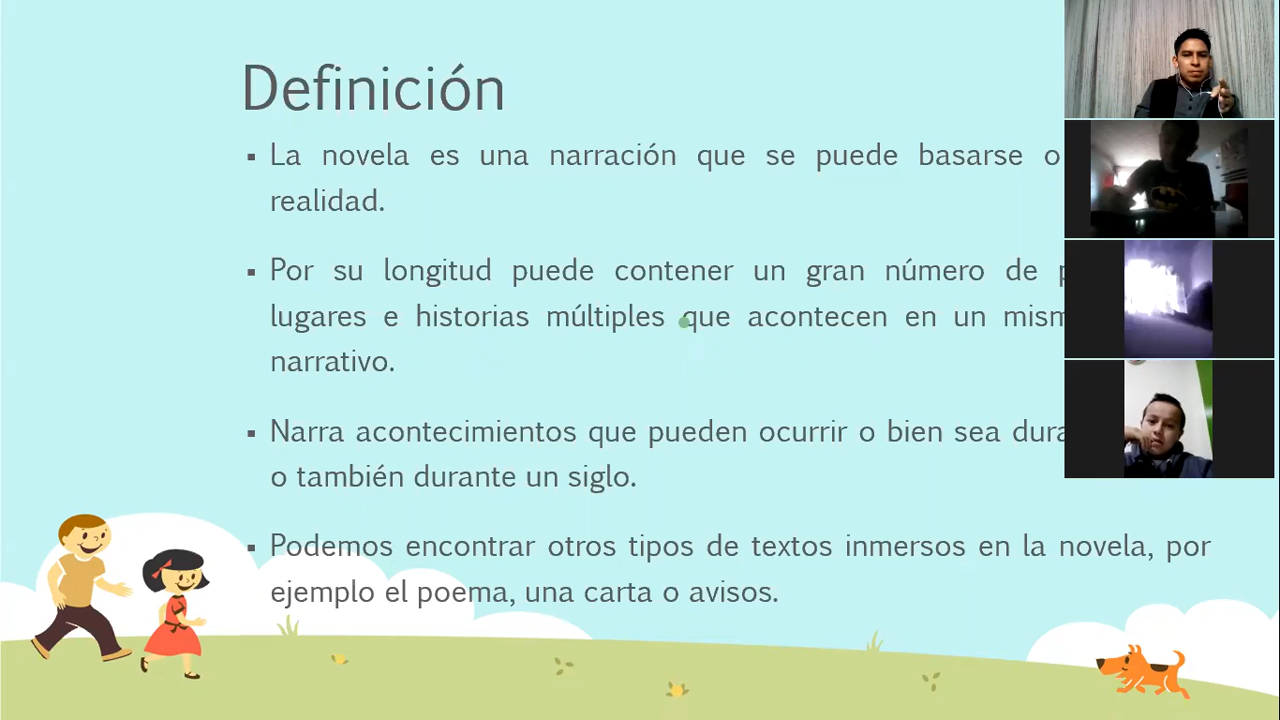 Definición
▪ La novela es una narración que se puede basarse o
realidad.
▪ Por su longitud puede contener un gran número de
lugares e historias múltiples que acontecen en un
narrativo.
▪ Narra acontecimientos que pueden ocurrir o bien sea
o también durante un siglo.
▪ Podemos encontrar otros tipos de textos inmersos en la novela, por
ejemplo el poema, una carta o avisos.